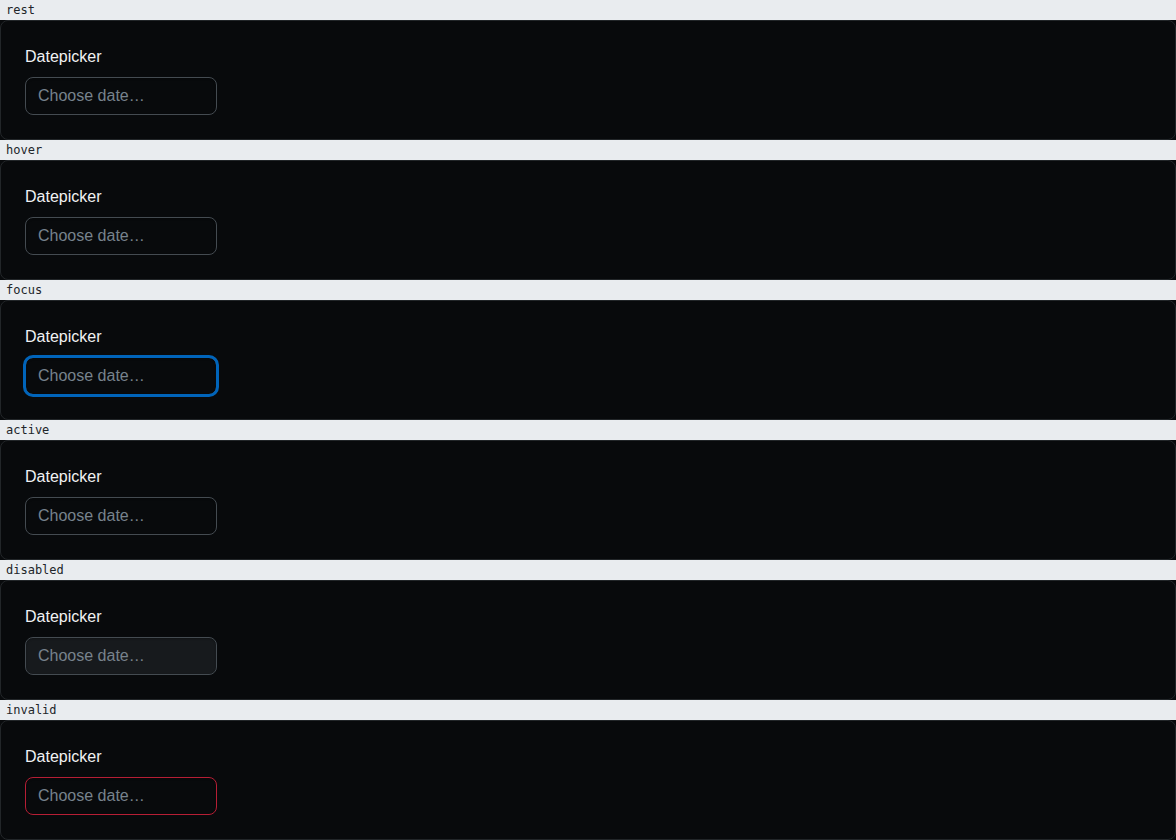 rest
Datepicker
Choose date…
hover
Datepicker
Choose date…
focus
Datepicker
Choose date…
active
Datepicker
Choose date…
disabled
Datepicker
Choose date…
invalid
Datepicker
Choose date…